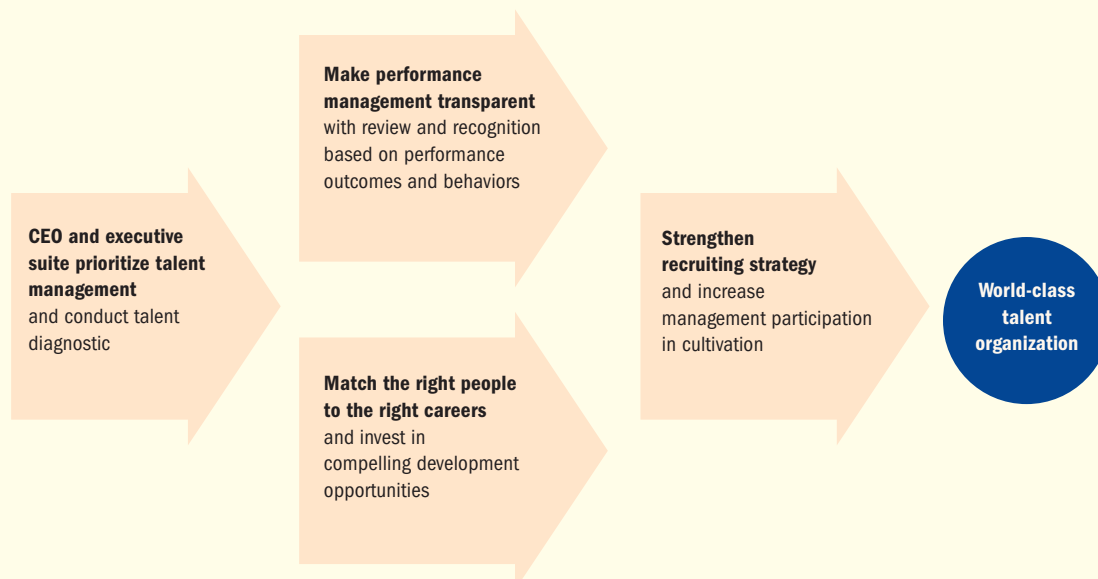 CEO and executive
suite prioritize talent
management
and conduct talent
diagnostic
Make performance
management transparent
with review and recognition
based on performance
outcomes and behaviors
Match the right people
to the right careers
and invest in
compelling development
opportunities
Strengthen
recruiting strategy
and increase
management participation
in cultivation
World-class
talent
organization